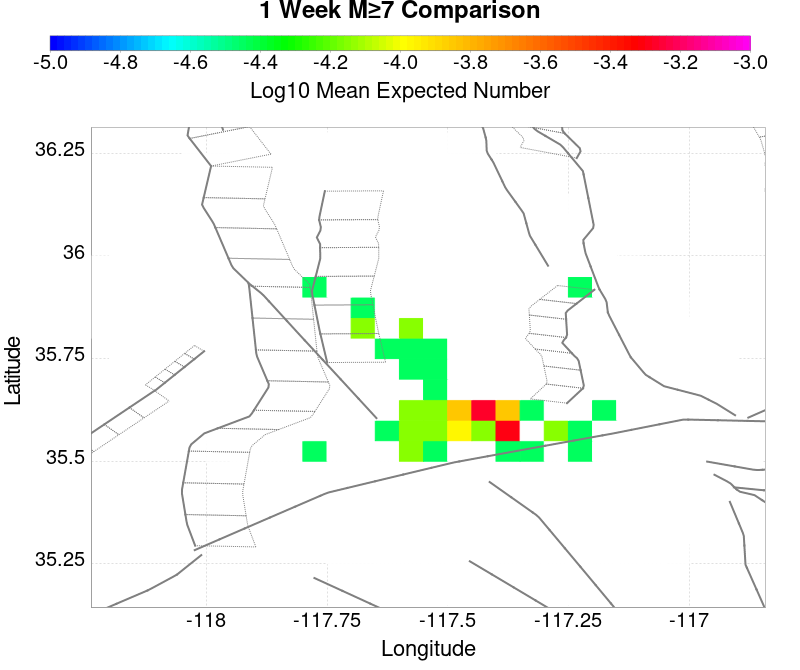 1 Week M≥7 Comparison
-5.0 -4.8 -4.6 -4.4 -4.2 -4.0 -3.8 -3.6 -3.4 -3.2 -3.0
Log10 Mean Expected Number
36.25
36
35.75
35.5
35.25
Latitude
-118 -117.75 -117.5 -117.25 -117
Longitude